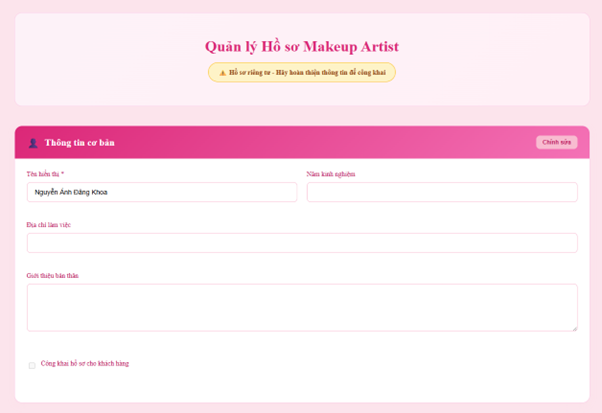 Quản lý Hồ sơ Makeup Artist
⚠️ Hồ sơ riêng tư - Hãy hoàn thiện thông tin để công khai
Thông tin cơ bản
Chỉnh sửa
Tên hiển thị *
Năm kinh nghiệm
Nguyễn Ánh Đăng Khoa
Địa chỉ làm việc
Giới thiệu bản thân
Công khai hồ sơ cho khách hàng